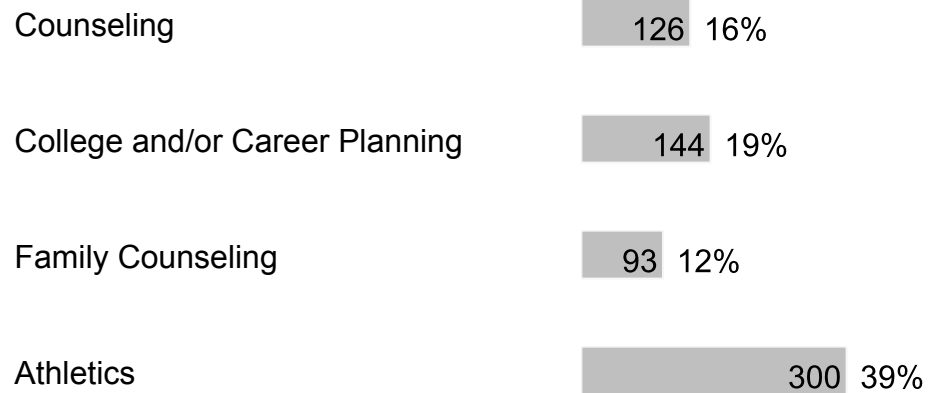 Counseling 126 16%
College and/or Career Planning 144 19%
Family Counseling 93 12%
Athletics 300 39%